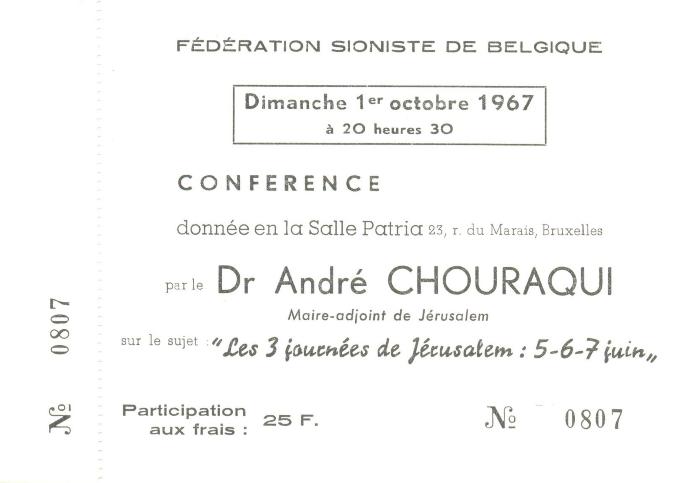 FÉDÉRATION SIONISTE DE BELGIQUE
Dimanche 1er octobre 1967
à 20 heures 30
CONFERENCE
donnée en la Salle Patria 23, r. du Marais, Bruxelles
par le Dr André CHOURAQUI
Maire-adjoint de Jérusalem
sur le sujet : "Les 3 journées de Jérusalem : 5-6-7 juin„
Participation
aux frais : 25 F.
№ 0807
№ 0807